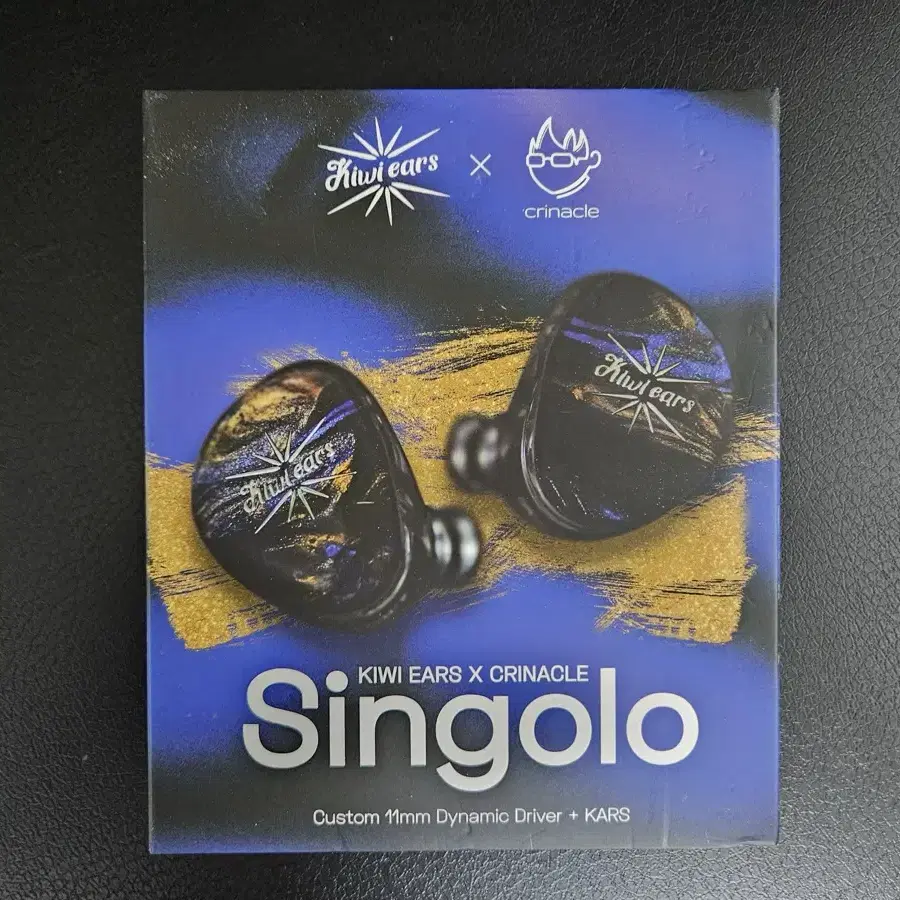 Kiwi ears × crinacle
Kiwi ears
Kiwi ears
KIWI EARS X CRINACLE
Singolo
Custom 11mm Dynamic Driver + KARS